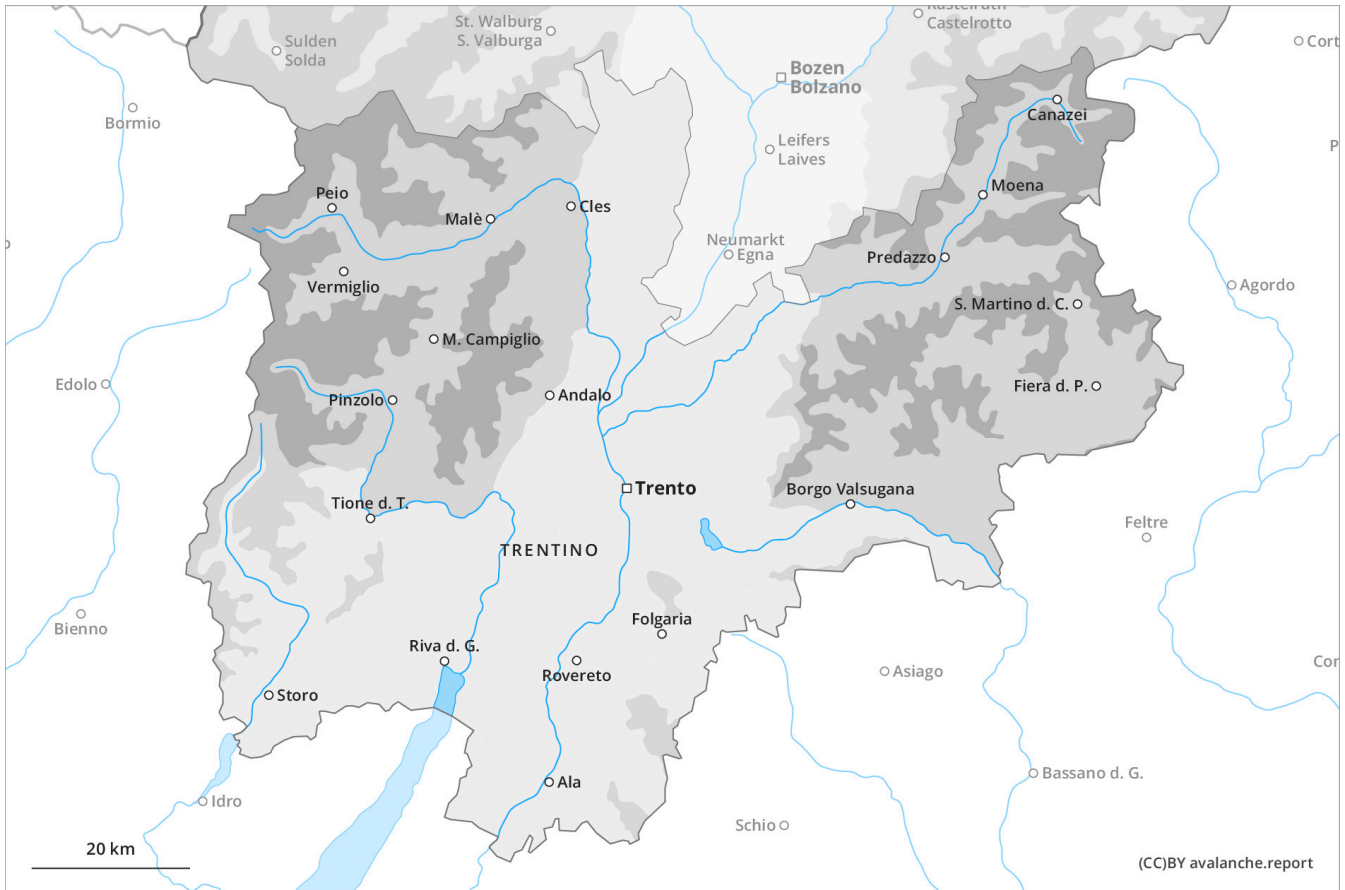 St. Walburg
S. Valburga
Castelrotto
Sulden
Solda
Cort
Bozen
Bolzano
Bormio
Canazei
Leifers
Laives
P
Moena
Peio
Malè
Cles
Neumarkt
Egna
Predazzo
Vermiglio
Agordo
S. Martino d. C.
M. Campiglio
Edolo
Fiera d. P.
Pinzolo
Andalo
Trento
Borgo Valsugana
Tione d. T.
Feltre
TRENTINO
Bienno
Folgaria
Riva d. G.
Rovereto
Asiago
Cor
Storo
Ala
Bassano d. G.
Idro
Schio
20 km
(CC)BY avalanche.report